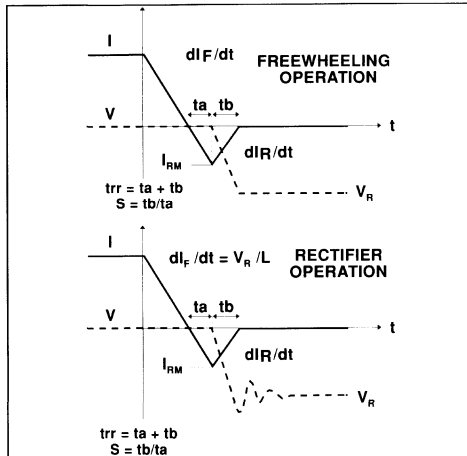 I
dIF/dt
FREEWHEELING
OPERATION
V
ta tb
t
IRM
dIR/dt
trr = ta + tb
S = tb/ta
VR
I
dIF/dt = VR/L
RECTIFIER
OPERATION
V
ta tb
t
IRM
dIR/dt
VR
trr = ta + tb
S = tb/ta